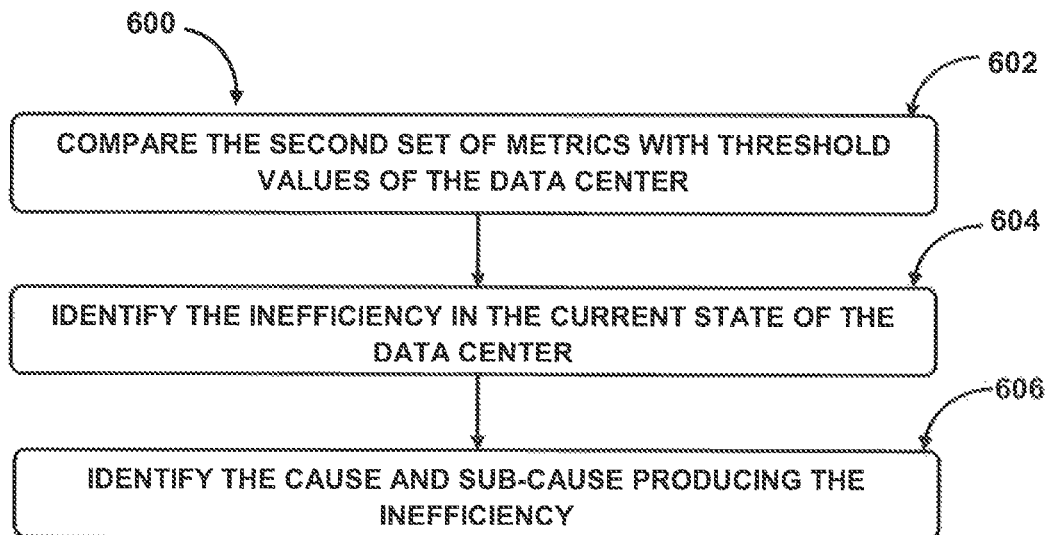 600
602
COMPARE THE SECOND SET OF METRICS WITH THRESHOLD
VALUES OF THE DATA CENTER
604
IDENTIFY THE INEFFICIENCY IN THE CURRENT STATE OF THE
DATA CENTER
606
IDENTIFY THE CAUSE AND SUB-CAUSE PRODUCING THE
INEFFICIENCY